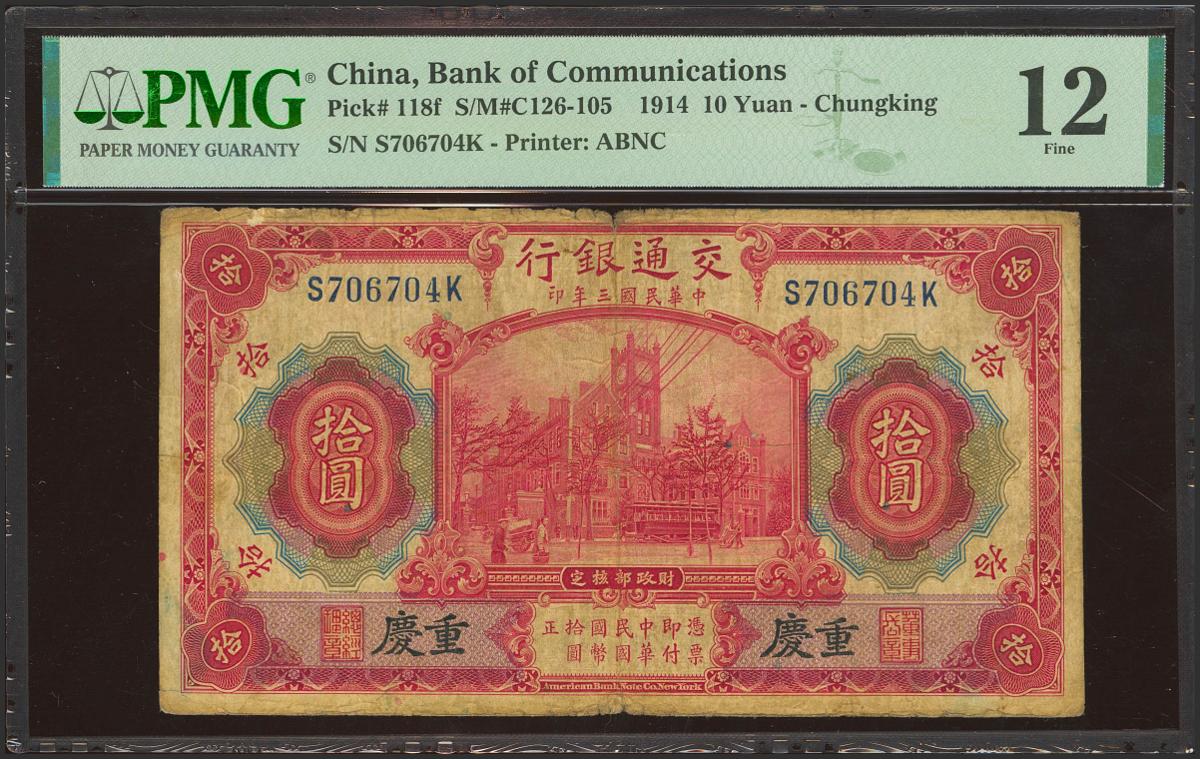 PMG®
PAPER MONEY GUARANTY
China, Bank of Communications
Pick# 118f S/M#C126-105 1914 10 Yuan - Chungking
S/N S706704K - Printer: ABNC
12
Fine
拾
行銀通交
拾
S706704K
印年三國民華中
S706704K
拾
拾
拾圓
拾圓
拾
拾
定核部政財
慶重
正拾國民中即憑
圓幣國華付票
慶重
拾
拾
American Bank Note Co. New York